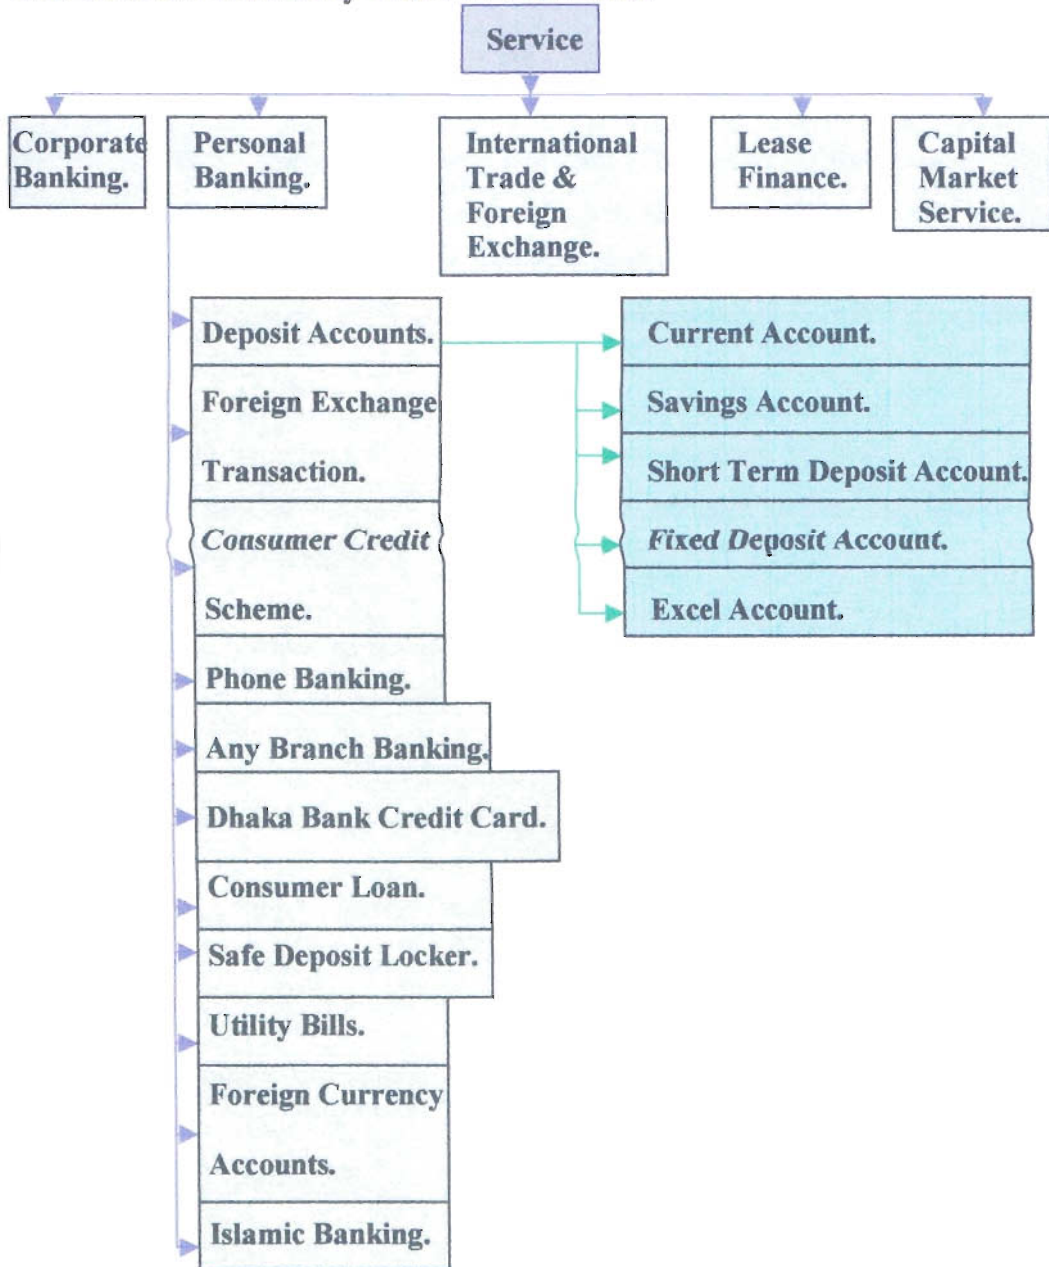 Service
Corporate
Banking.
Personal
Banking.
International
Trade &
Foreign
Exchange.
Lease
Finance.
Capital
Market
Service.
Deposit Accounts.
Foreign Exchange
Transaction.
Consumer Credit
Scheme.
Phone Banking.
Any Branch Banking.
Dhaka Bank Credit Card.
Consumer Loan.
Safe Deposit Locker.
Utility Bills.
Foreign Currency
Accounts.
Islamic Banking.
Current Account.
Savings Account.
Short Term Deposit Account.
Fixed Deposit Account.
Excel Account.